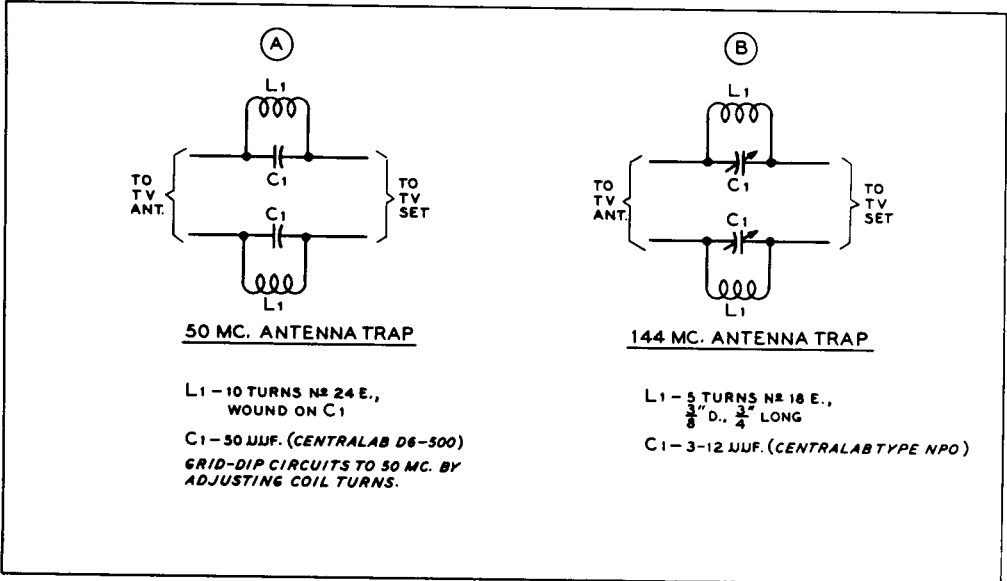 A
L1
C1
TO
TV
ANT.
TO
TV
SET
C1
L1
50 MC. ANTENNA TRAP
L1 – 10 TURNS № 24 E.,
WOUND ON C1
C1 – 50 µµF. (CENTRALAB D6-500)
GRID-DIP CIRCUITS TO 50 MC. BY
ADJUSTING COIL TURNS.
B
L1
C1
TO
TV
ANT.
TO
TV
SET
C1
L1
144 MC. ANTENNA TRAP
L1 – 5 TURNS № 18 E.,
3/8" D., 3/4" LONG
C1 – 3-12 µµF. (CENTRALAB TYPE NPO)